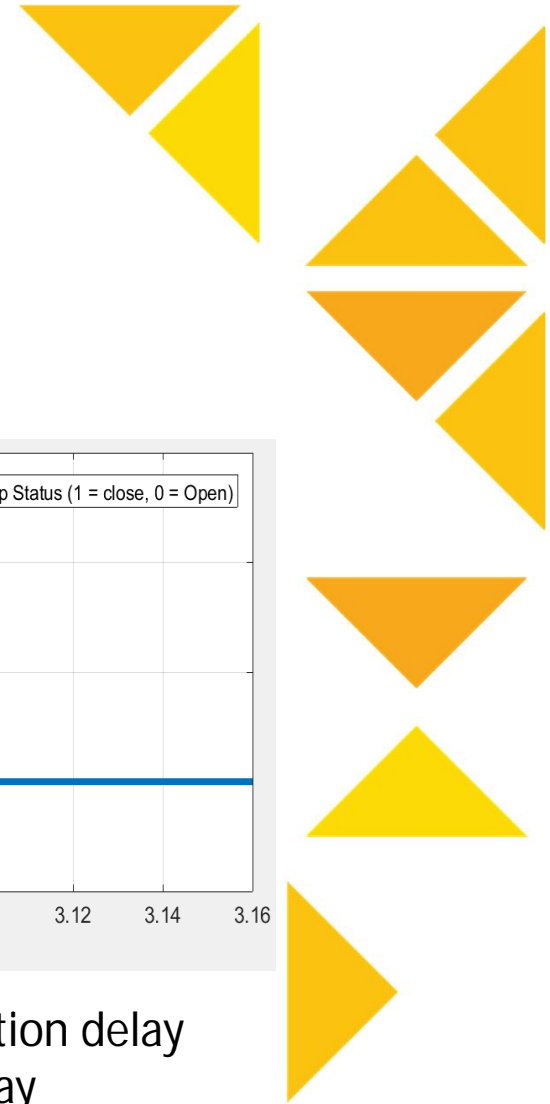 p Status (1 = close, 0 = Open)
3.12 3.14 3.16
tion delay
ay